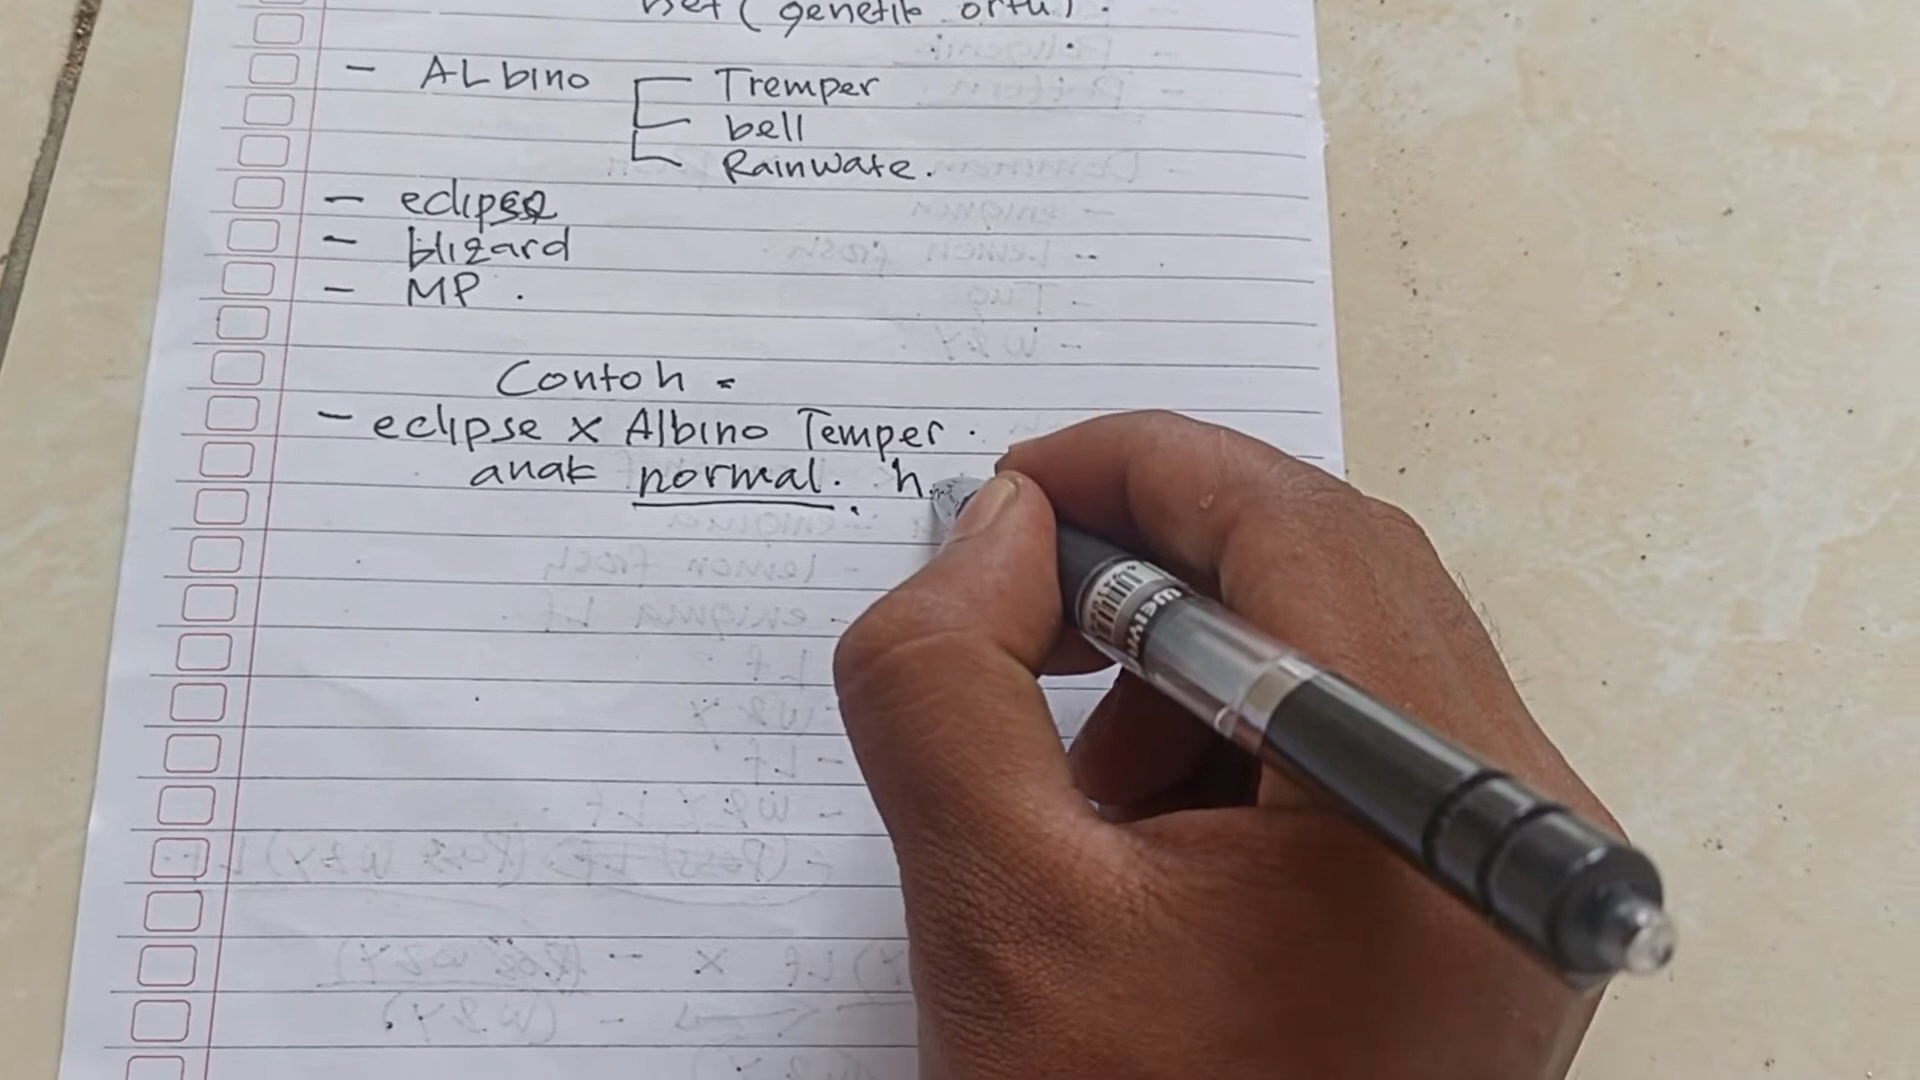 het (genetik ortu).
- ALbino Tremper
bell
Rainwate.
- eclipse
- blizard
- MP.
Contoh =
- eclipse x Albino Temper.
anak normal. h